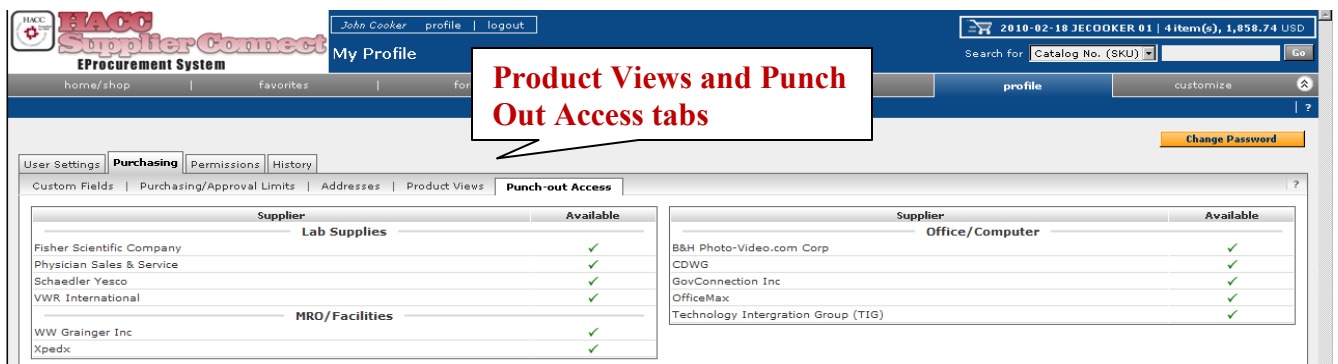 HACC
HACC
Supplier Connect
EProcurement System
John Cooker profile | logout
My Profile
2010-02-18 JECOOKER 01 | 4 item(s), 1,858.74 USD
Search for Catalog No. (SKU) Go
home/shop | favorites | for
profile customize
| ?
Product Views and Punch
Out Access tabs
Change Password
User Settings Purchasing Permissions History
Custom Fields | Purchasing/Approval Limits | Addresses | Product Views Punch-out Access ?
Supplier Available
Lab Supplies
Fisher Scientific Company ✓
Physician Sales & Service ✓
Schaedler Yesco ✓
VWR International ✓
MRO/Facilities
WW Grainger Inc ✓
Xpedx ✓
Supplier Available
Office/Computer
B&H Photo-Video.com Corp ✓
CDWG ✓
GovConnection Inc ✓
OfficeMax ✓
Technology Intergration Group (TIG) ✓